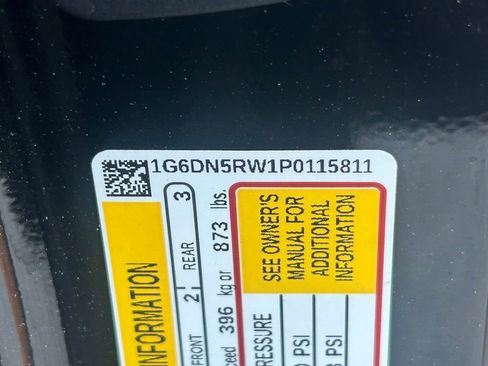 1G6DN5RW1P0115811
INFORMATION
FRONT 2 REAR 3
396 kg or 873 lbs.
SEE OWNER'S
MANUAL FOR
ADDITIONAL
INFORMATION
PSI
PSI